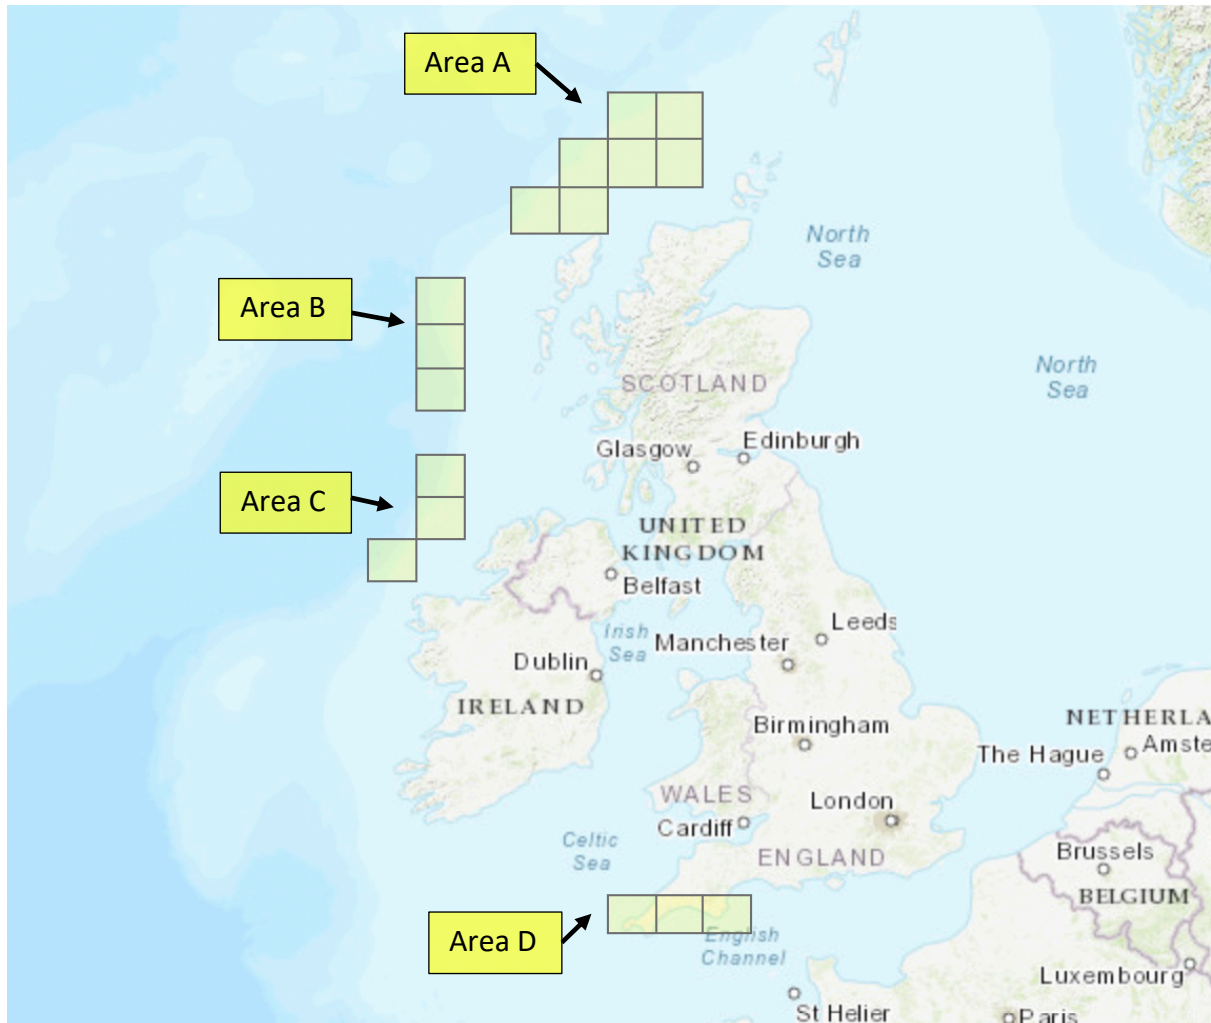 Area A
North
Sea
Area B
North
Sea
SCOTLAND
Glasgow
Edinburgh
Area C
UNITED
KINGDOM
Belfast
Leeds
Irish
Sea
Manchester
Dublin
IRELAND
NETHERLA
Birmingham
The Hague
Amste
WALES
London
Cardiff
Celtic
Sea
ENGLAND
Brussels
BELGIUM
Area D
English
Channel
Luxembourg
St Helier
Paris